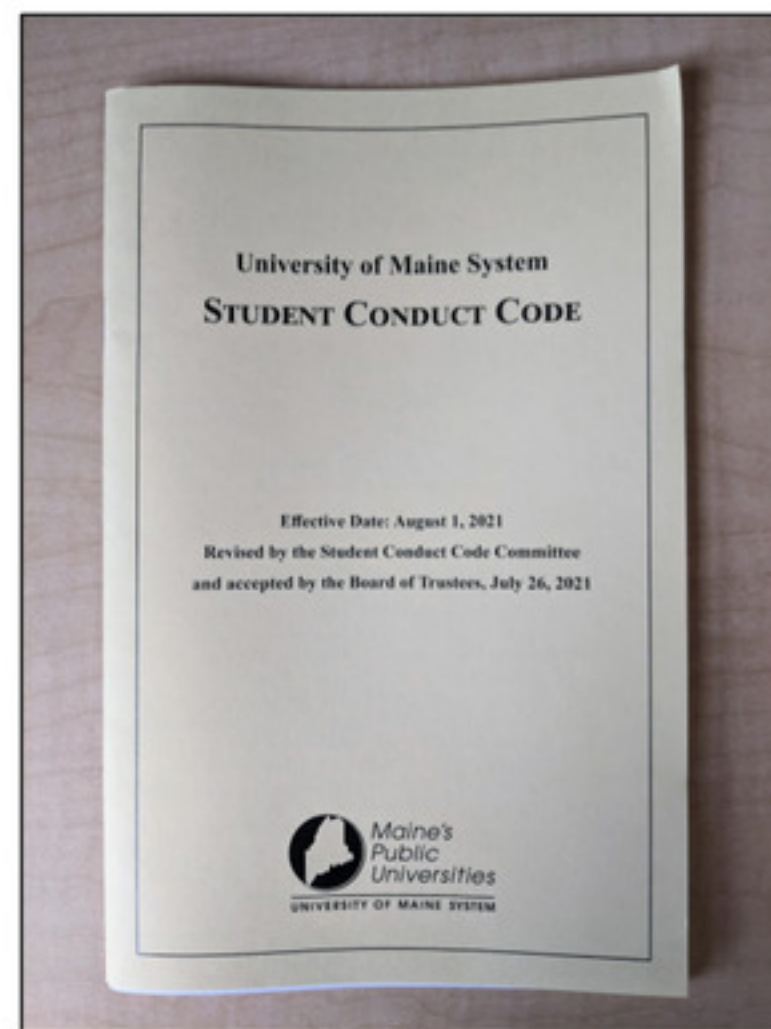 University of Maine System
STUDENT CONDUCT CODE
Effective Date: August 1, 2021
Revised by the Student Conduct Code Committee
and accepted by the Board of Trustees, July 26, 2021
Maine's
Public
Universities
UNIVERSITY OF MAINE SYSTEM